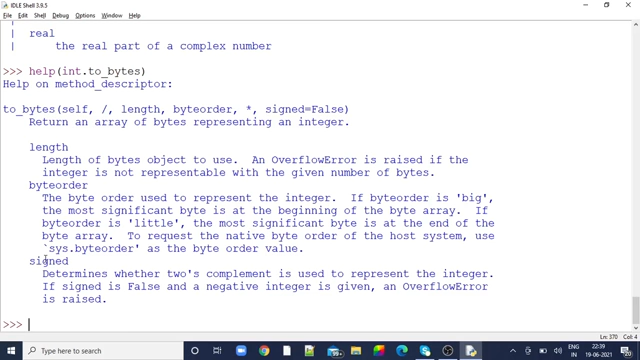 IDLE Shell 3.9.5
File Edit Shell Debug Options Window Help
|
| real
| the real part of a complex number
>>> help(int.to_bytes)
Help on method_descriptor:
to_bytes(self, /, length, byteorder, *, signed=False)
Return an array of bytes representing an integer.
length
Length of bytes object to use. An OverflowError is raised if the
integer is not representable with the given number of bytes.
byteorder
The byte order used to represent the integer. If byteorder is 'big',
the most significant byte is at the beginning of the byte array. If
byteorder is 'little', the most significant byte is at the end of the
byte array. To request the native byte order of the host system, use
`sys.byteorder' as the byte order value.
signed
Determines whether two's complement is used to represent the integer.
If signed is False and a negative integer is given, an OverflowError
is raised.
>>>
Ln: 370 Col: 4
Type here to search
99+
ENG
IN
22:39
19-06-2021